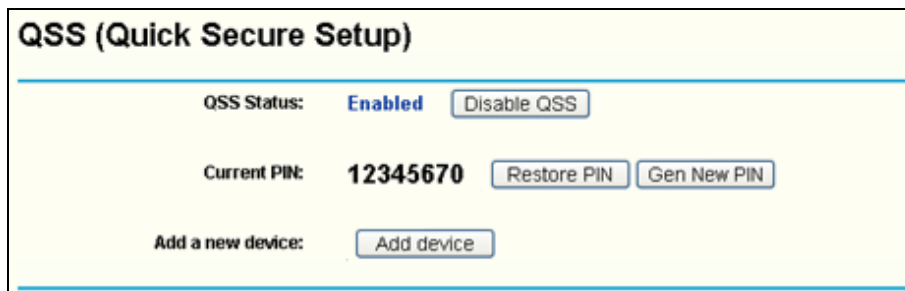 QSS (Quick Secure Setup)
QSS Status: Enabled Disable QSS
Current PIN: 12345670 Restore PIN Gen New PIN
Add a new device: Add device